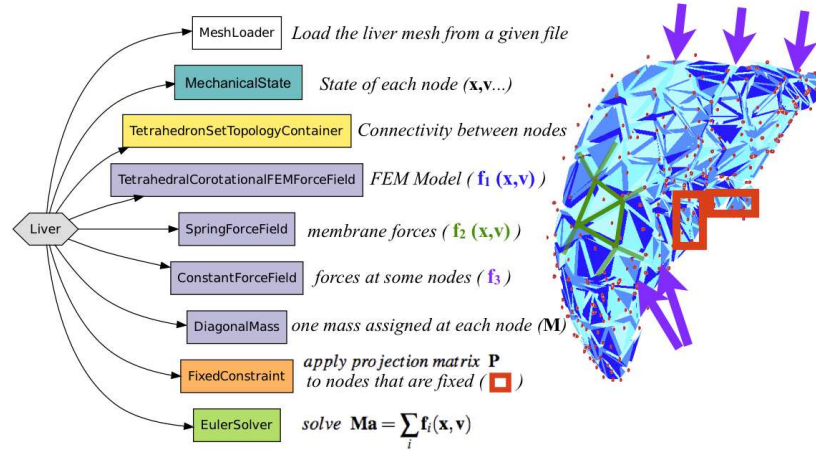 MeshLoader Load the liver mesh from a given file
MechanicalState State of each node (x,v...)
TetrahedronSetTopologyContainer Connectivity between nodes
TetrahedralCorotationalFEMForceField FEM Model ( f₁ (x,v) )
Liver SpringForceField membrane forces ( f₂ (x,v) )
ConstantForceField forces at some nodes ( f₃ )
DiagonalMass one mass assigned at each node (M)
FixedConstraint apply projection matrix P
to nodes that are fixed ( )
EulerSolver solve Ma = ∑ᵢ fᵢ(x,v)